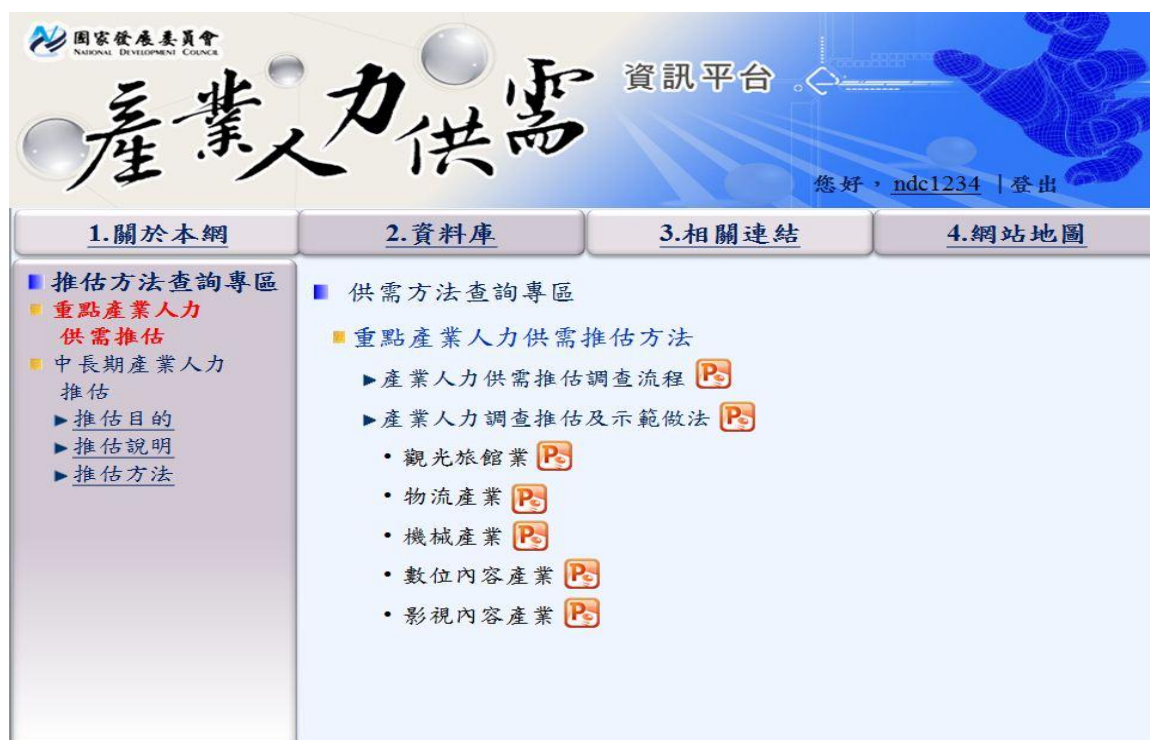 國家發展委員會
NATIONAL DEVELOPMENT COUNCIL
產業人力供需
資訊平台
您好,ndc1234 | 登出
1.關於本網
2.資料庫
3.相關連結
4.網站地圖
推估方法查詢專區
重點產業人力
供需推估
中長期產業人力
推估
►推估目的
►推估說明
►推估方法
供需方法查詢專區
重點產業人力供需推估方法
►產業人力供需推估調查流程
►產業人力調查推估及示範做法
•觀光旅館業
•物流產業
•機械產業
•數位內容產業
•影視內容產業